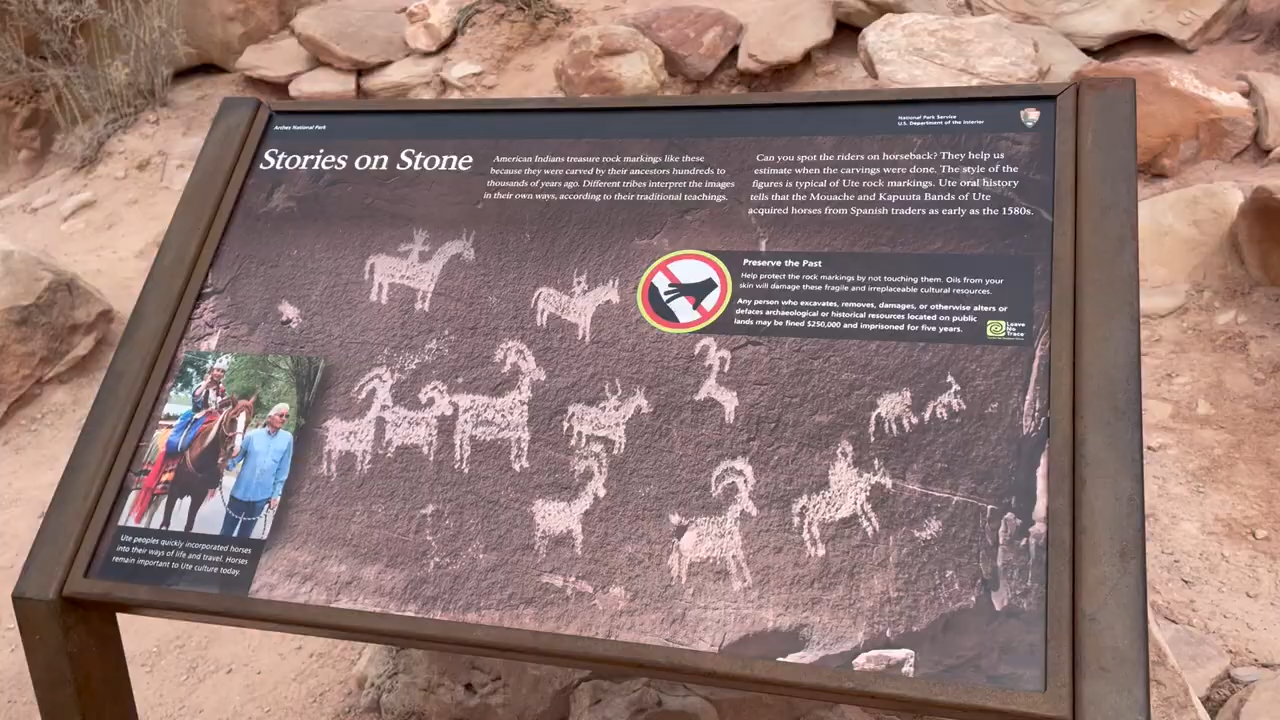 Arches National Park
National Park Service
U.S. Department of the Interior
Stories on Stone
American Indians treasure rock markings like these
because they were carved by their ancestors hundreds to
thousands of years ago. Different tribes interpret the images
in their own ways, according to their traditional teachings.
Can you spot the riders on horseback? They help us
estimate when the carvings were done. The style of the
figures is typical of Ute rock markings. Ute oral history
tells that the Mouache and Kapuuta Bands of Ute
acquired horses from Spanish traders as early as the 1580s.
Preserve the Past
Help protect the rock markings by not touching them. Oils from your
skin will damage these fragile and irreplaceable cultural resources.
Any person who excavates, removes, damages, or otherwise alters or
defaces archaeological or historical resources located on public
lands may be fined $250,000 and imprisoned for five years.
Leave
No
Trace
Ute peoples quickly incorporated horses
into their ways of life and travel. Horses
remain important to Ute culture today.